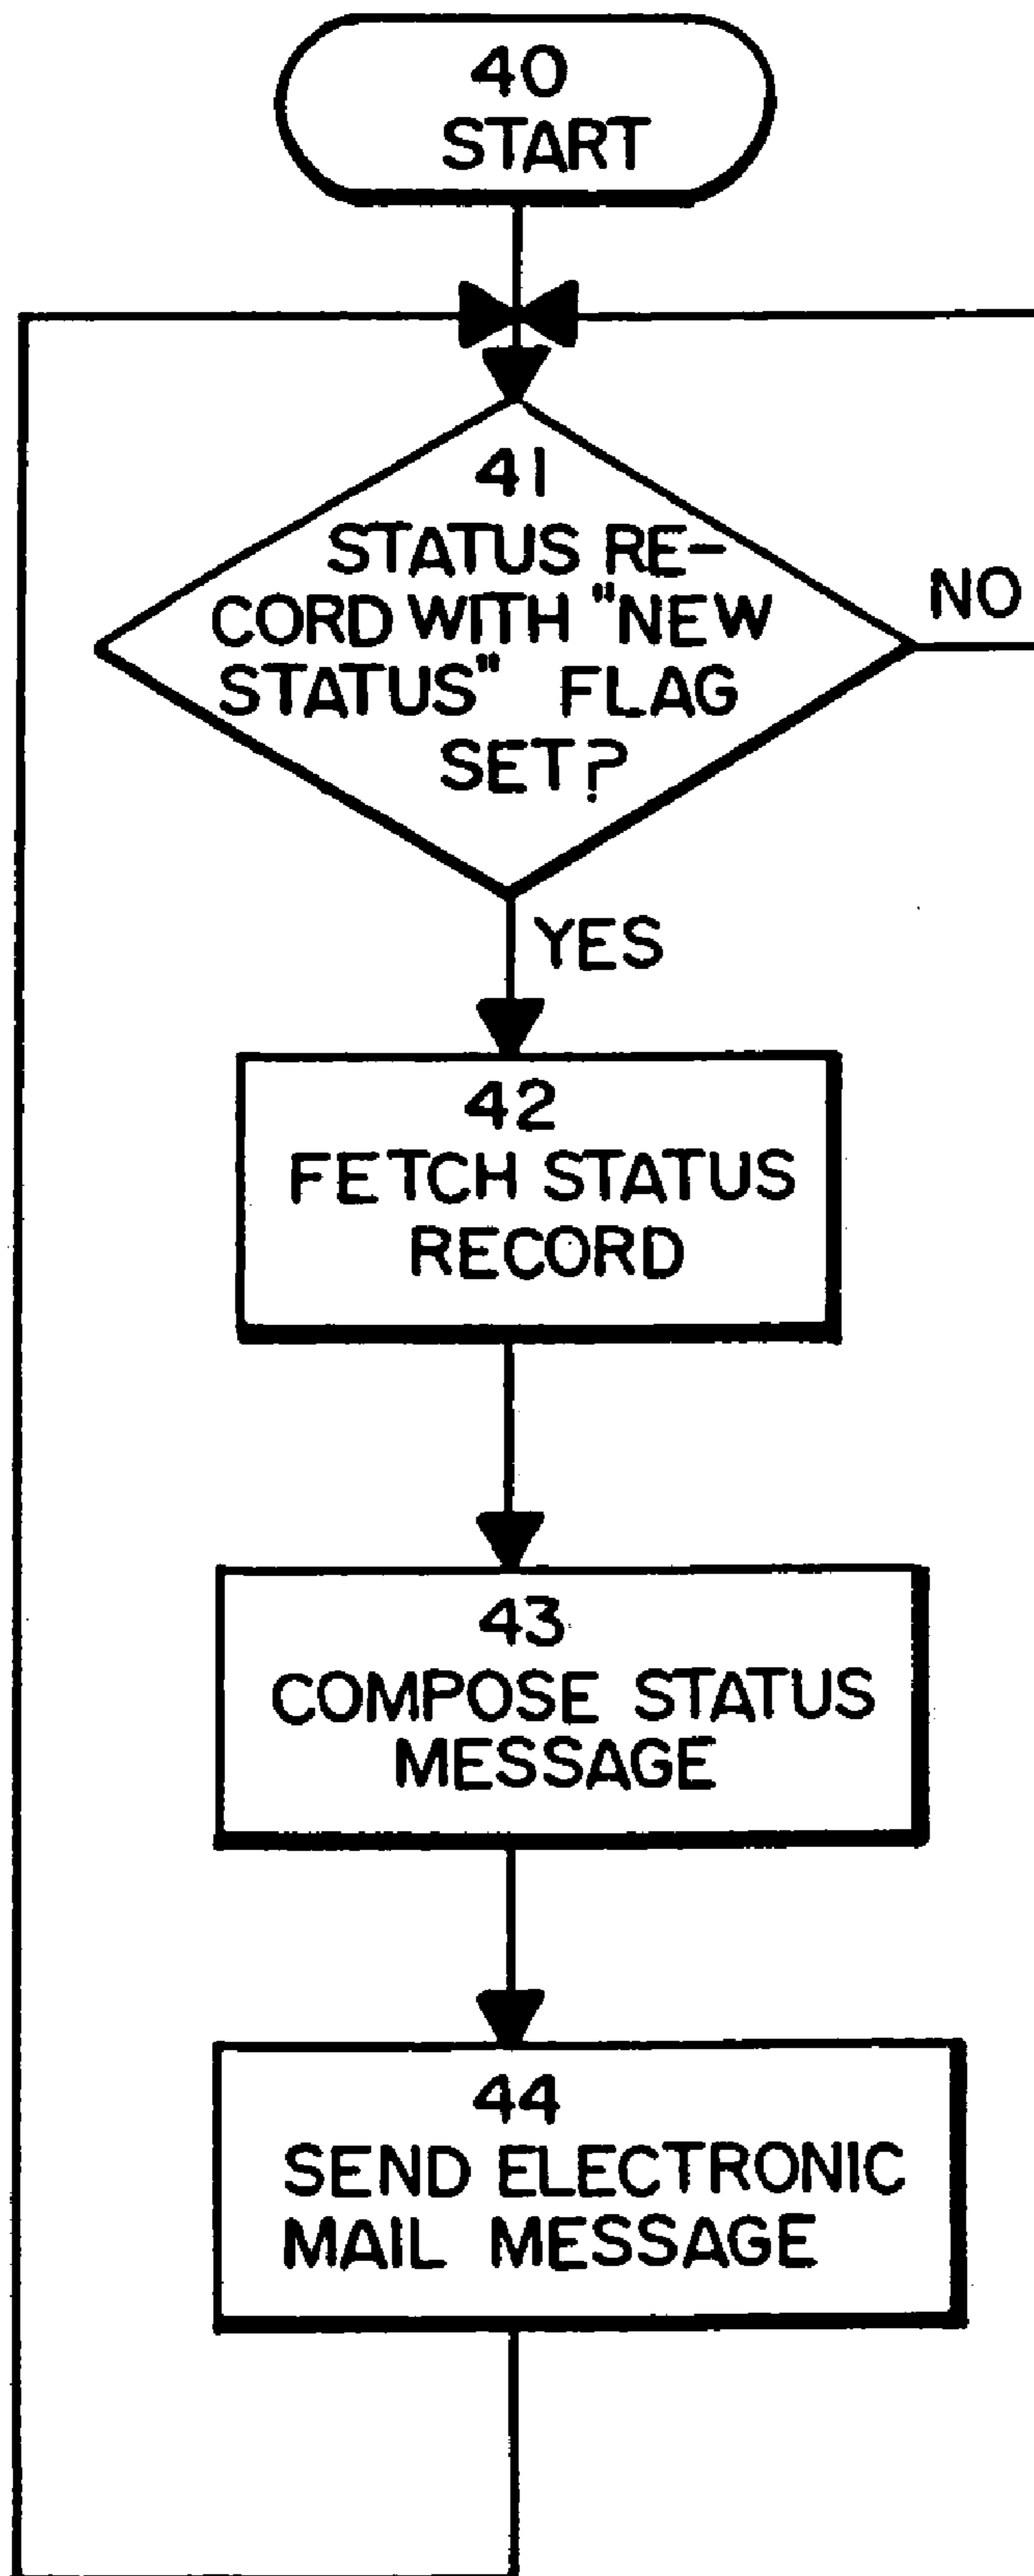 40
START
41
STATUS RE-
CORD WITH "NEW
STATUS" FLAG
SET?
NO
YES
42
FETCH STATUS
RECORD
43
COMPOSE STATUS
MESSAGE
44
SEND ELECTRONIC
MAIL MESSAGE